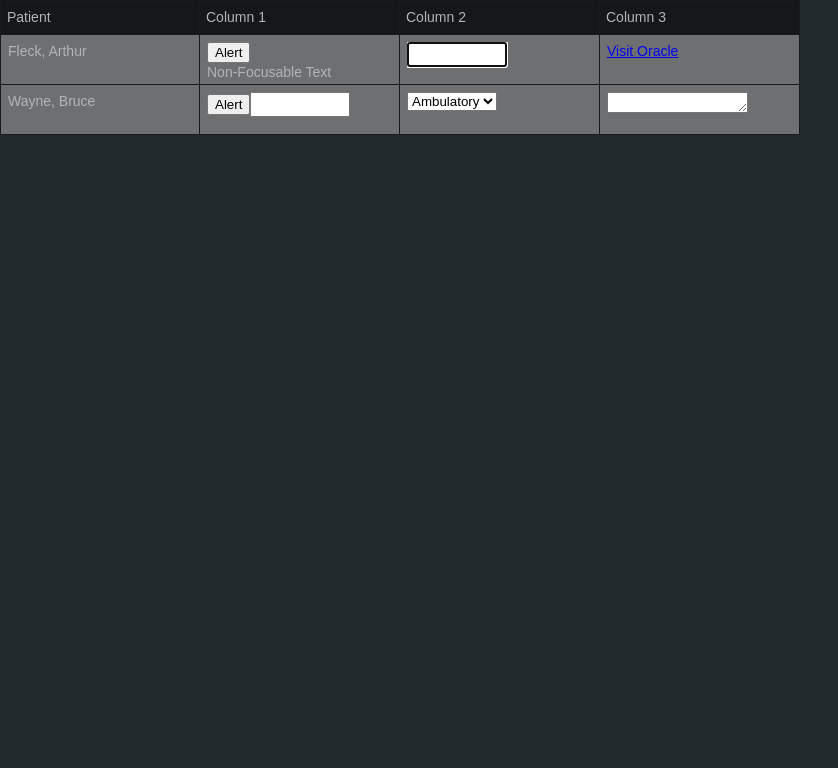 Patient Column 1 Column 2 Column 3
Fleck, Arthur Alert Visit Oracle
Non-Focusable Text
Wayne, Bruce Alert Ambulatory